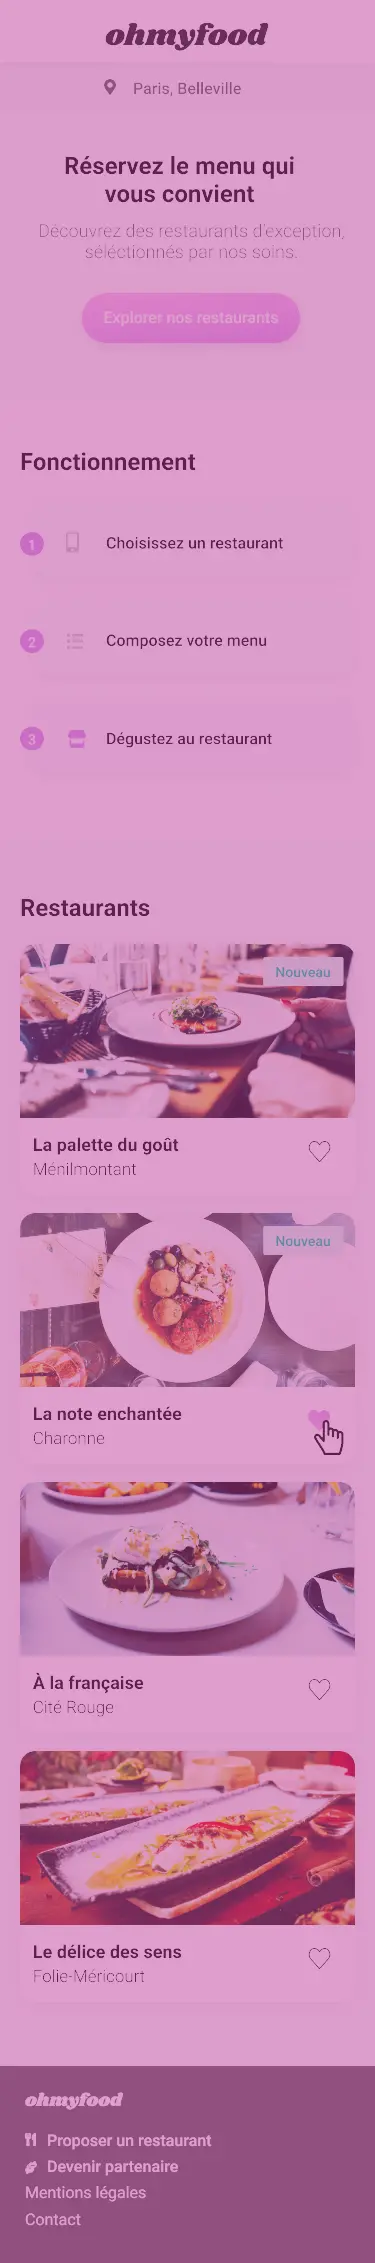 ohmyfood
Paris, Belleville
Réservez le menu qui
vous convient
Découvrez des restaurants d'exception,
séléctionnés par nos soins.
Explorer nos restaurants
Fonctionnement
1 Choisissez un restaurant
2 Composez votre menu
3 Dégustez au restaurant
Restaurants
Nouveau
La palette du goût
Ménilmontant
Nouveau
La note enchantée
Charonne
À la française
Cité Rouge
Le délice des sens
Folie-Méricourt
ohmyfood
Proposer un restaurant
Devenir partenaire
Mentions légales
Contact